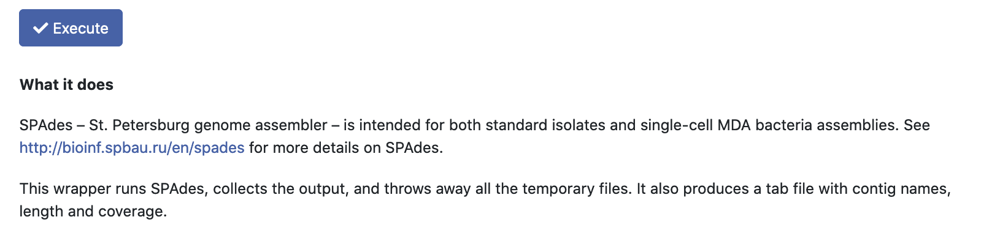 Execute
What it does
SPAdes – St. Petersburg genome assembler – is intended for both standard isolates and single-cell MDA bacteria assemblies. See
http://bioinf.spbau.ru/en/spades for more details on SPAdes.
This wrapper runs SPAdes, collects the output, and throws away all the temporary files. It also produces a tab file with contig names,
length and coverage.